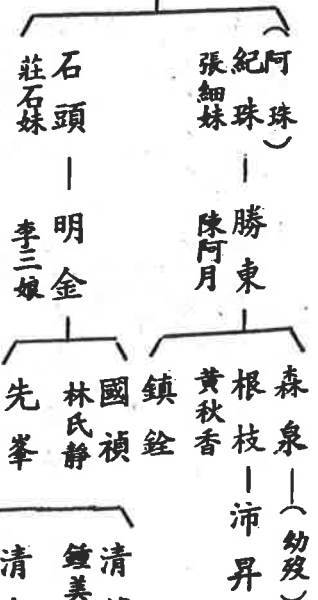 （阿珠）
紀珠
張細妹
石頭
莊石妹
勝東
陳阿月
明金
李三娘
森泉
（幼歿）
根枝
黃秋香
沛昇
鎮銓
國禎
林氏靜
先峯
清
鍾美
清